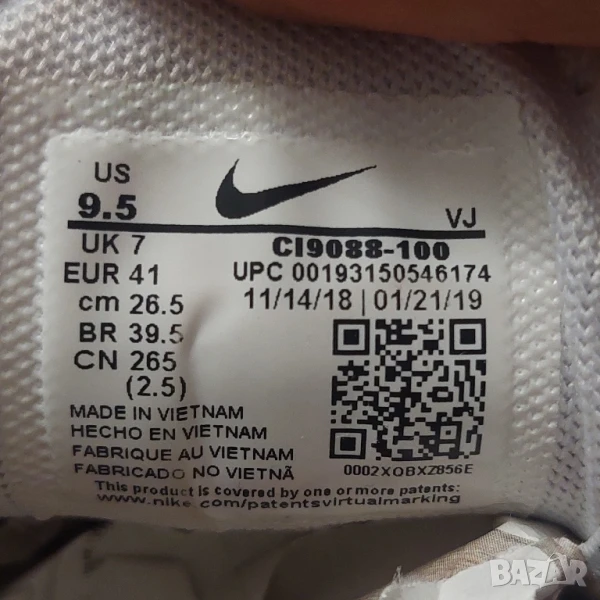 US
9.5
VJ
UK 7
CI9088-100
EUR 41
UPC 00193150546174
cm 26.5
11/14/18 | 01/21/19
BR 39.5
CN 265
(2.5)
MADE IN VIETNAM
HECHO EN VIETNAM
FABRIQUE AU VIETNAM
FABRICADO NO VIETNÃ
0002XOBXZ856E
This product is covered by one or more patents:
www.nike.com/patentsvirtualmarking
BAZAR